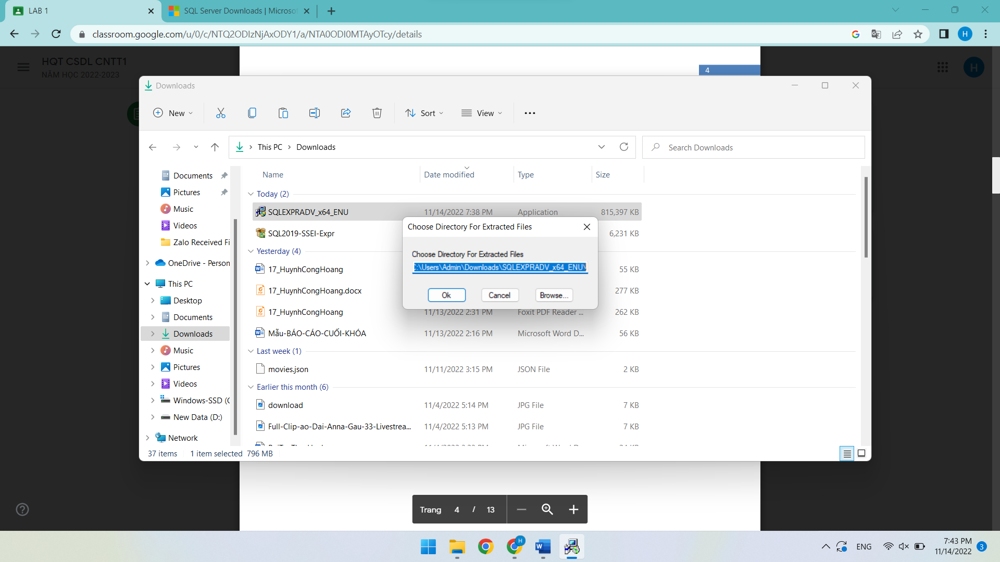 LAB 1
SQL Server Downloads | Microso
classroom.google.com/u/0/c/NTQ2ODIzNjAxODY1/a/NTA0ODI0MTAyOTcy/details
H
HQT CSDL CNTT1
NĂM HỌC 2022-2023
H
4
Downloads
New
Sort
View
This PC
Downloads
Search Downloads
Name
Date modified
Type
Size
Documents
Pictures
Music
Videos
Zalo Received Fi
OneDrive - Person
This PC
Desktop
Documents
Downloads
Music
Pictures
Videos
Windows-SSD (C
New Data (D:)
Network
Today (2)
SQLEXPRADV_x64_ENU
11/14/2022 7:38 PM
Application
815,397 KB
SQL2019-SSEI-Expr
6,231 KB
Yesterday (4)
17_HuynhCongHoang
55 KB
17_HuynhCongHoang.docx
277 KB
17_HuynhCongHoang
11/13/2022 2:31 PM
Foxit PDF Reader ...
262 KB
Mẫu-BÁO-CÁO-CUỐI-KHÓA
11/13/2022 2:16 PM
Microsoft Word D...
56 KB
Last week (1)
movies.json
11/11/2022 3:15 PM
JSON File
2 KB
Earlier this month (6)
download
11/4/2022 5:14 PM
JPG File
7 KB
Full-Clip-ao-Dai-Anna-Gau-33-Livestrea...
11/4/2022 5:13 PM
JPG File
7 KB
Choose Directory For Extracted Files
Choose Directory For Extracted Files
C:\Users\Admin\Downloads\SQLEXPRADV_x64_ENU\
Ok
Cancel
Browse...
37 items
1 item selected 796 MB
Trang 4 / 13
H
ENG
7:43 PM
11/14/2022
3